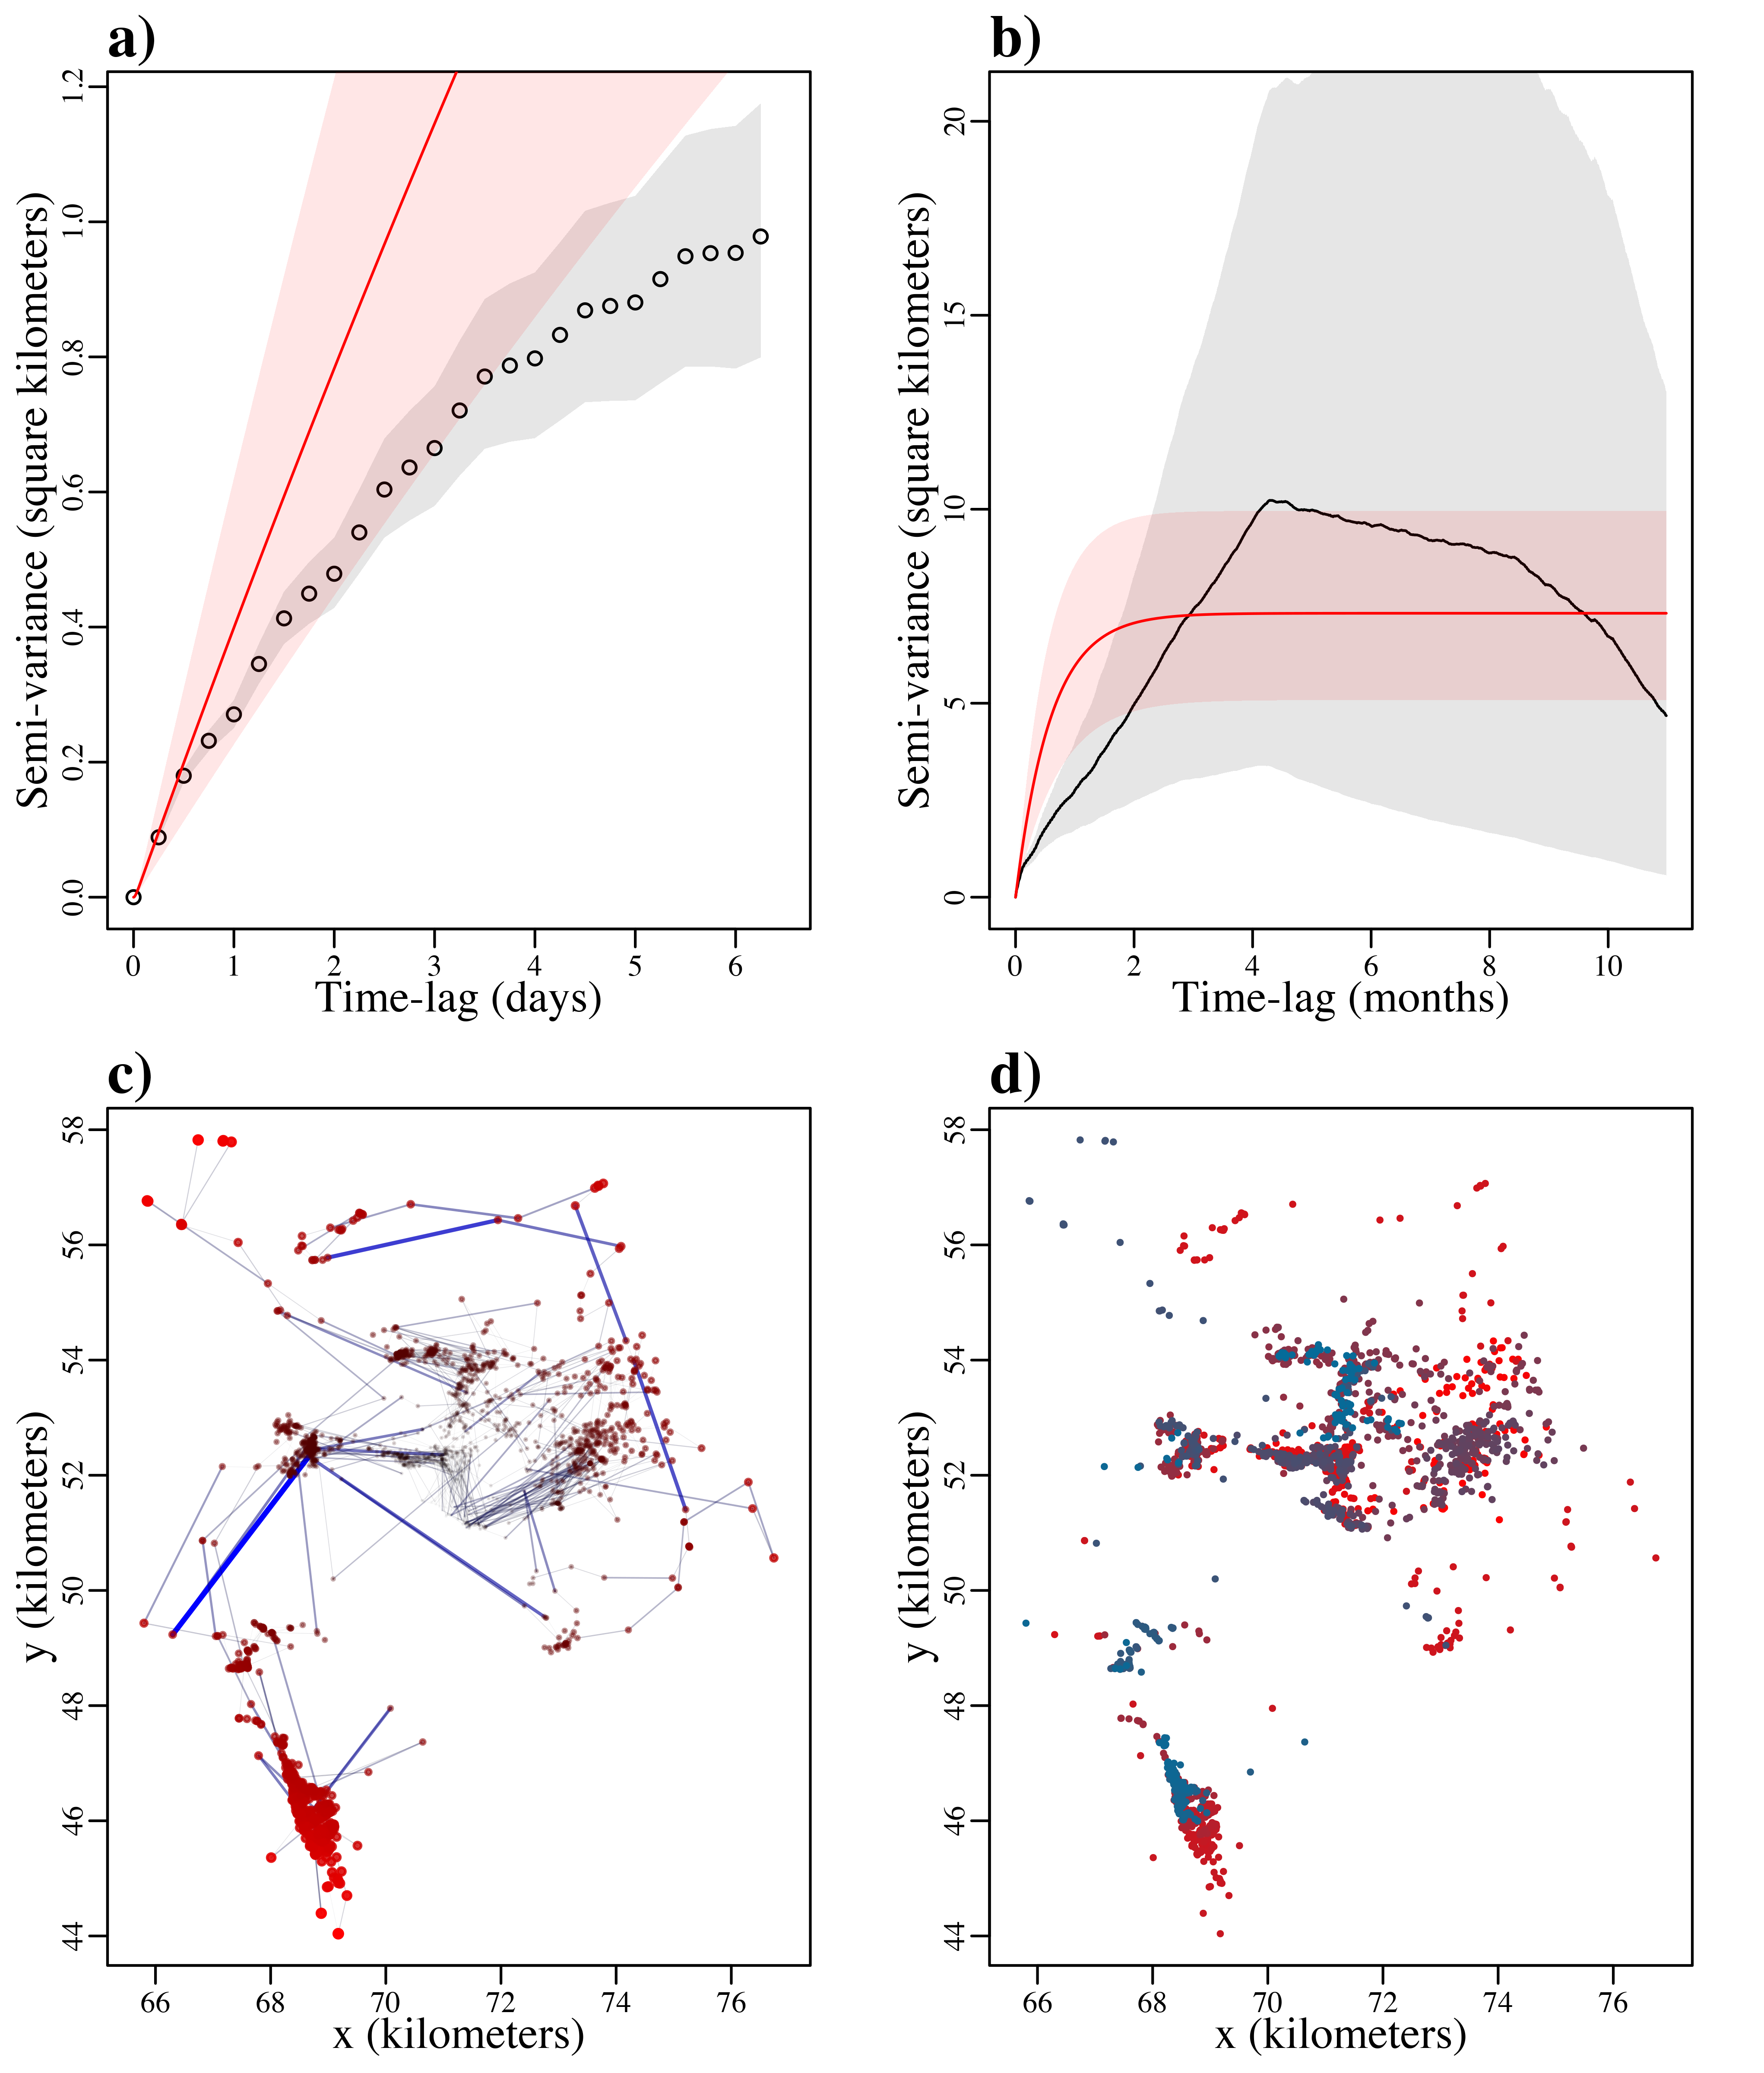 a)
Semi-variance (square kilometers)
0.0 0.2 0.4 0.6 0.8 1.0 1.2
0 1 2 3 4 5 6
Time-lag (days)
b)
Semi-variance (square kilometers)
0 5 10 15 20
0 2 4 6 8 10
Time-lag (months)
c)
y (kilometers)
44 46 48 50 52 54 56 58
66 68 70 72 74 76
x (kilometers)
d)
y (kilometers)
44 46 48 50 52 54 56 58
66 68 70 72 74 76
x (kilometers)